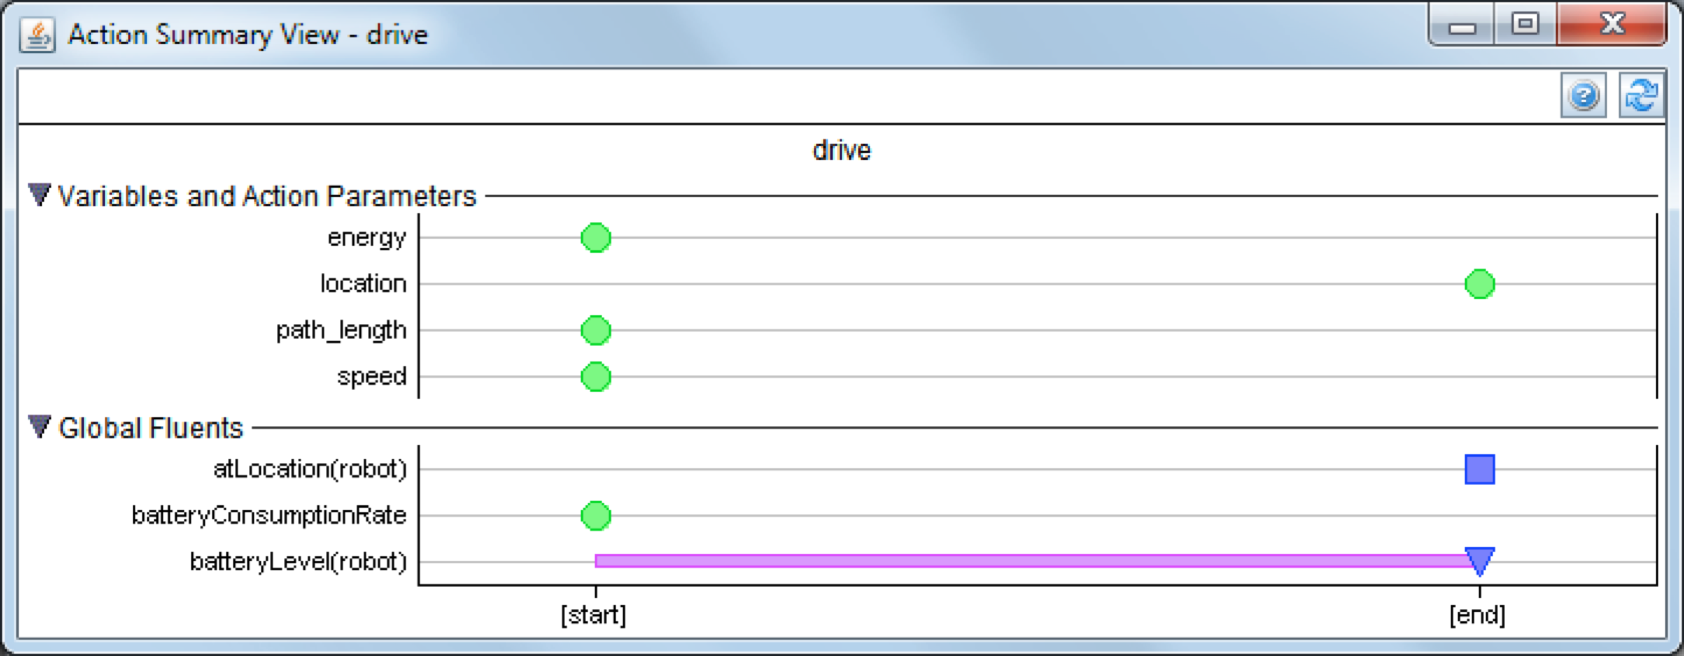 Action Summary View - drive
drive
Variables and Action Parameters
energy
location
path_length
speed
Global Fluents
atLocation(robot)
batteryConsumptionRate
batteryLevel(robot)
[start]
[end]